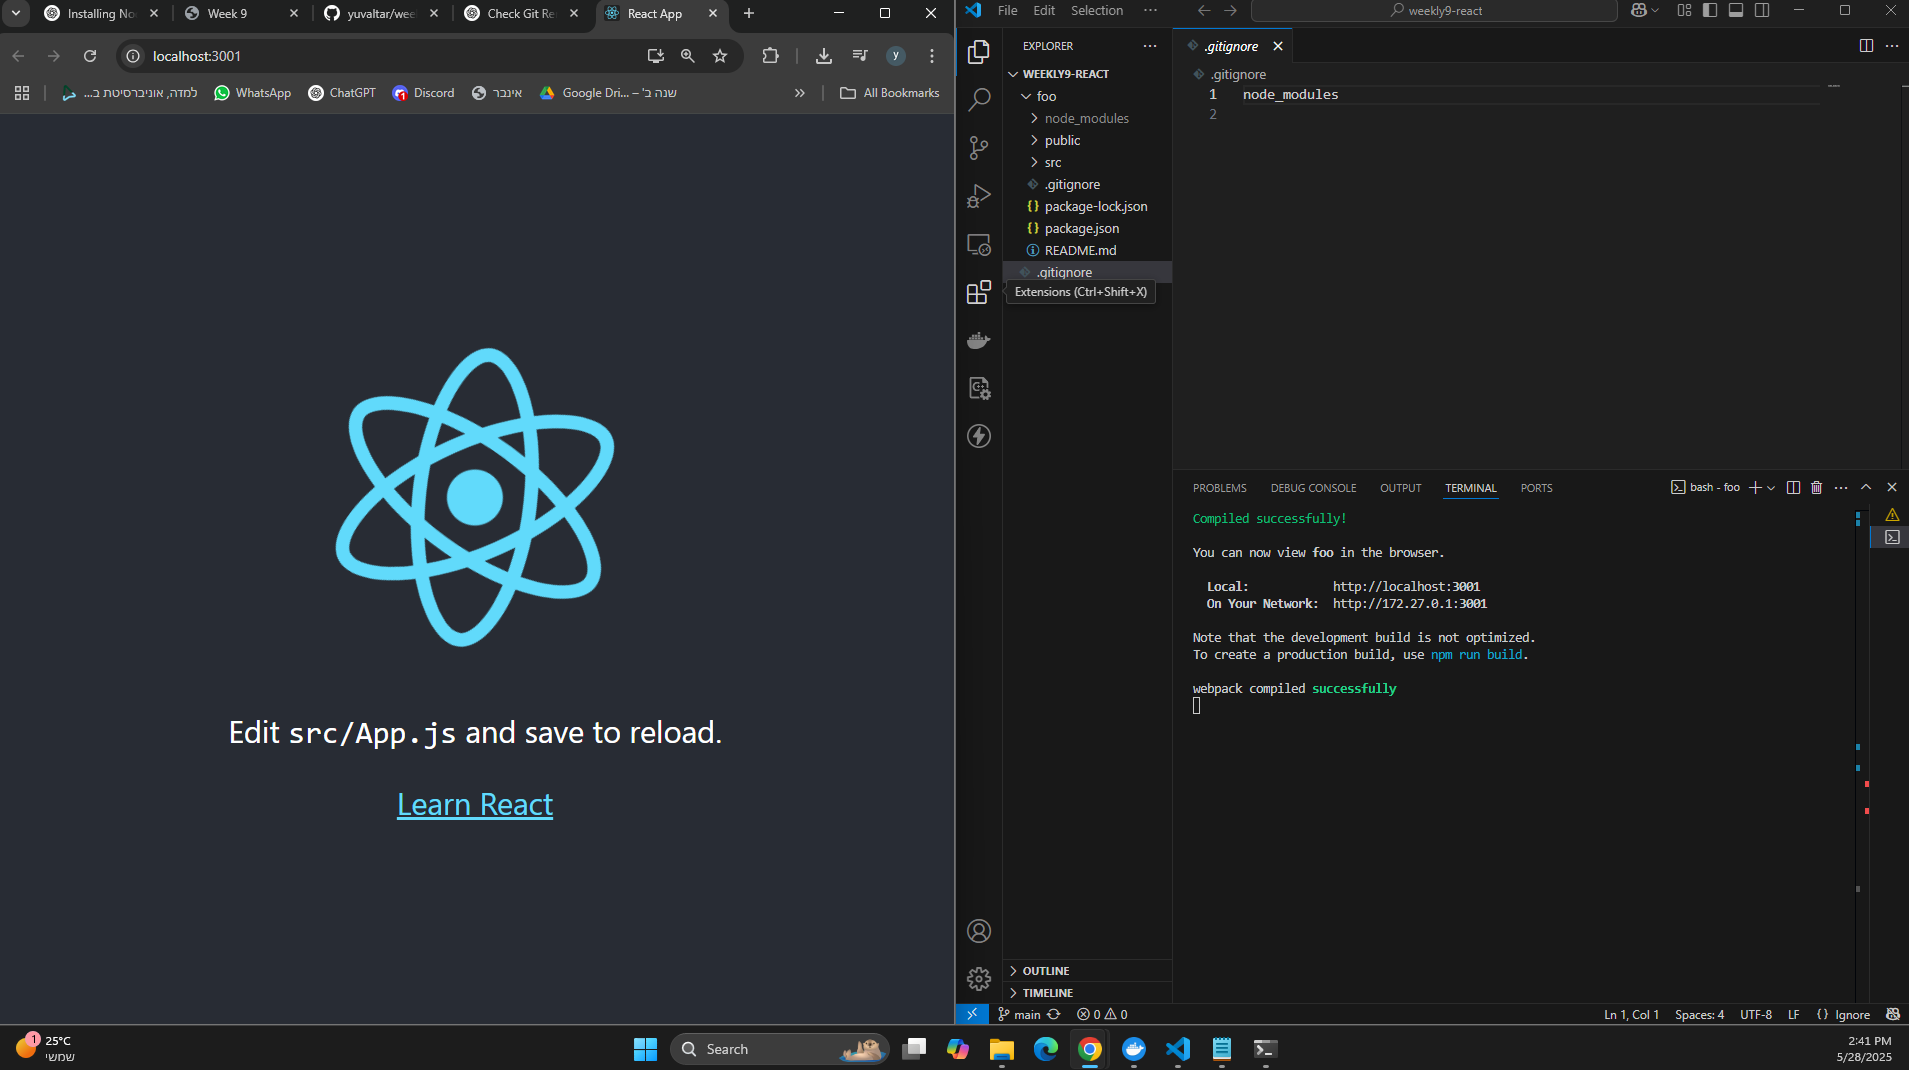 Installing No
Week 9
yuvaltar/wee
Check Git Re
React App
localhost:3001
למדה, אוניברסיטת ב...
WhatsApp
ChatGPT
Discord
אינבר
Google Dri... – 'שנה ב
All Bookmarks
Edit src/App.js and save to reload.
Learn React
File Edit Selection
weekly9-react
EXPLORER
WEEKLY9-REACT
foo
node_modules
public
src
.gitignore
package-lock.json
package.json
README.md
.gitignore
Extensions (Ctrl+Shift+X)
OUTLINE
TIMELINE
.gitignore
.gitignore
1 node_modules
2
PROBLEMS DEBUG CONSOLE OUTPUT TERMINAL PORTS
bash - foo
Compiled successfully!
You can now view foo in the browser.
Local: http://localhost:3001
On Your Network: http://172.27.0.1:3001
Note that the development build is not optimized.
To create a production build, use npm run build.
webpack compiled successfully
main
0 0
Ln 1, Col 1 Spaces: 4 UTF-8 LF {} Ignore
1
25°C
שמשי
Search
2:41 PM
5/28/2025